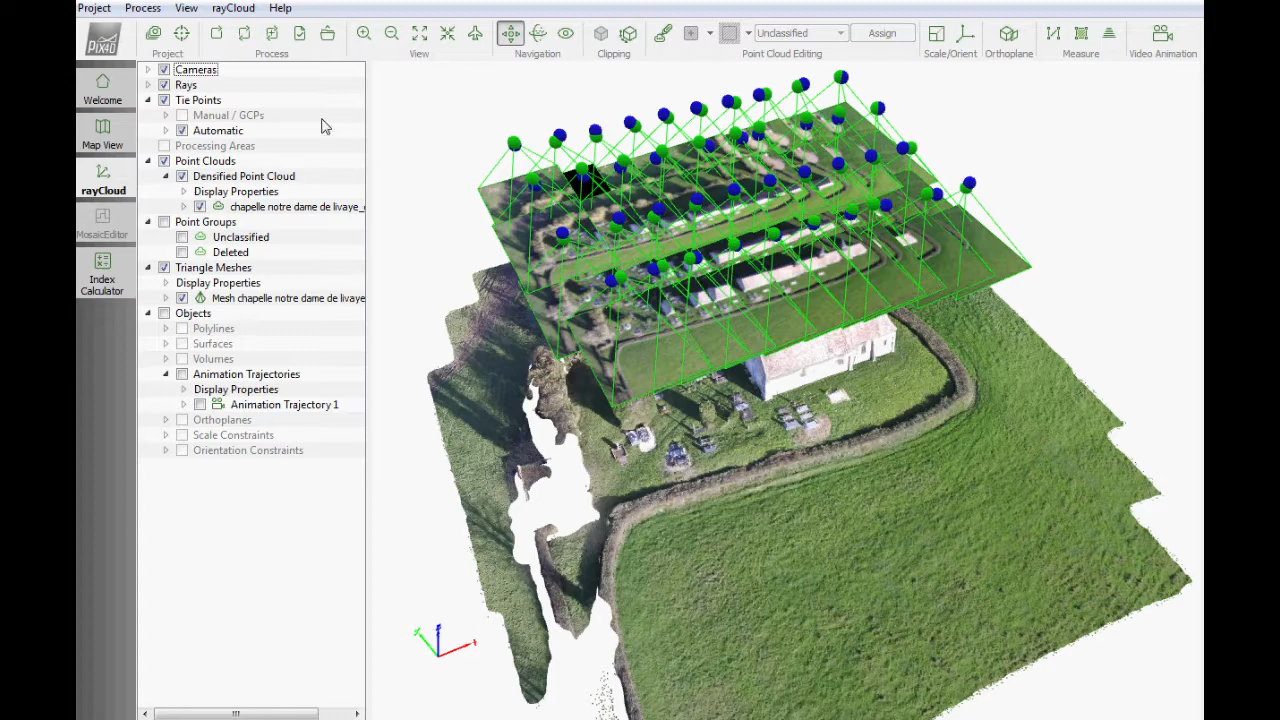 Project Process View rayCloud Help
PIX4D
Project
Process
View
Navigation
Clipping
Unclassified
Assign
Point Cloud Editing
Scale/Orient
Orthoplane
Measure
Video Animation
Welcome
Map View
rayCloud
MosaicEditor
Index
Calculator
Cameras
Rays
Tie Points
Manual / GCPs
Automatic
Processing Areas
Point Clouds
Densified Point Cloud
Display Properties
chapelle notre dame de livaye_
Point Groups
Unclassified
Deleted
Triangle Meshes
Display Properties
Mesh chapelle notre dame de livaye
Objects
Polylines
Surfaces
Volumes
Animation Trajectories
Display Properties
Animation Trajectory 1
Orthoplanes
Scale Constraints
Orientation Constraints